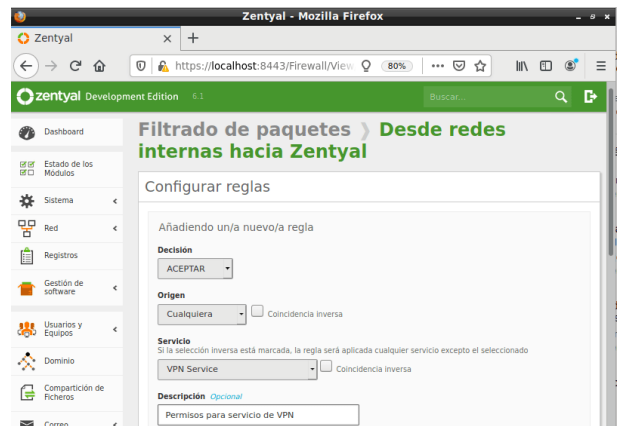 Zentyal - Mozilla Firefox
Zentyal
https://localhost:8443/Firewall/View
80%
zentyal Development Edition 6.1
Buscar...
Dashboard
Estado de los
Módulos
Sistema
Red
Registros
Gestión de
software
Usuarios y
Equipos
Dominio
Compartición de
Ficheros
Correo
Filtrado de paquetes ❯ Desde redes
internas hacia Zentyal
Configurar reglas
Añadiendo un/a nuevo/a regla
Decisión
ACEPTAR
Origen
Cualquiera
Coincidencia inversa
Servicio
Si la selección inversa está marcada, la regla será aplicada cualquier servicio excepto el seleccionado
VPN Service
Coincidencia inversa
Descripción Opcional
Permisos para servicio de VPN